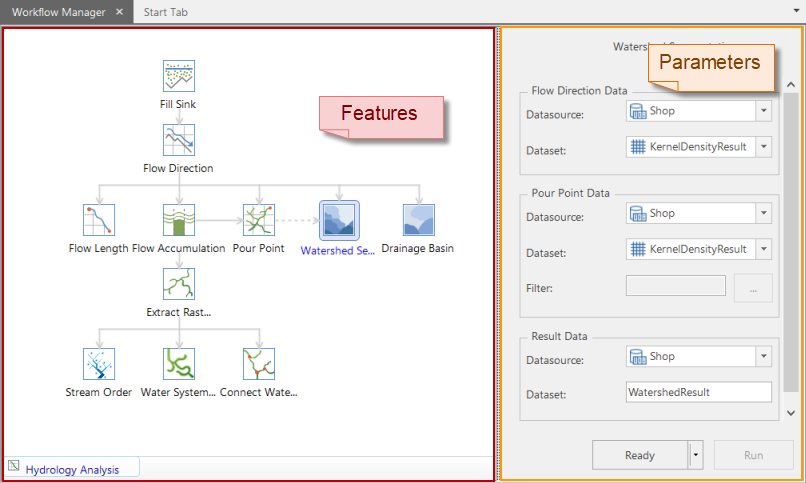 Workflow Manager × Start Tab
Fill Sink
Flow Direction
Flow Length Flow Accumulation Pour Point Watershed Se... Drainage Basin
Extract Rast...
Stream Order Water System... Connect Wate...
Features
Hydrology Analysis
Parameters
Flow Direction Data
Datasource: Shop
Dataset: KernelDensityResult
Pour Point Data
Datasource: Shop
Dataset: KernelDensityResult
Filter: ...
Result Data
Datasource: Shop
Dataset: WatershedResult
Ready Run